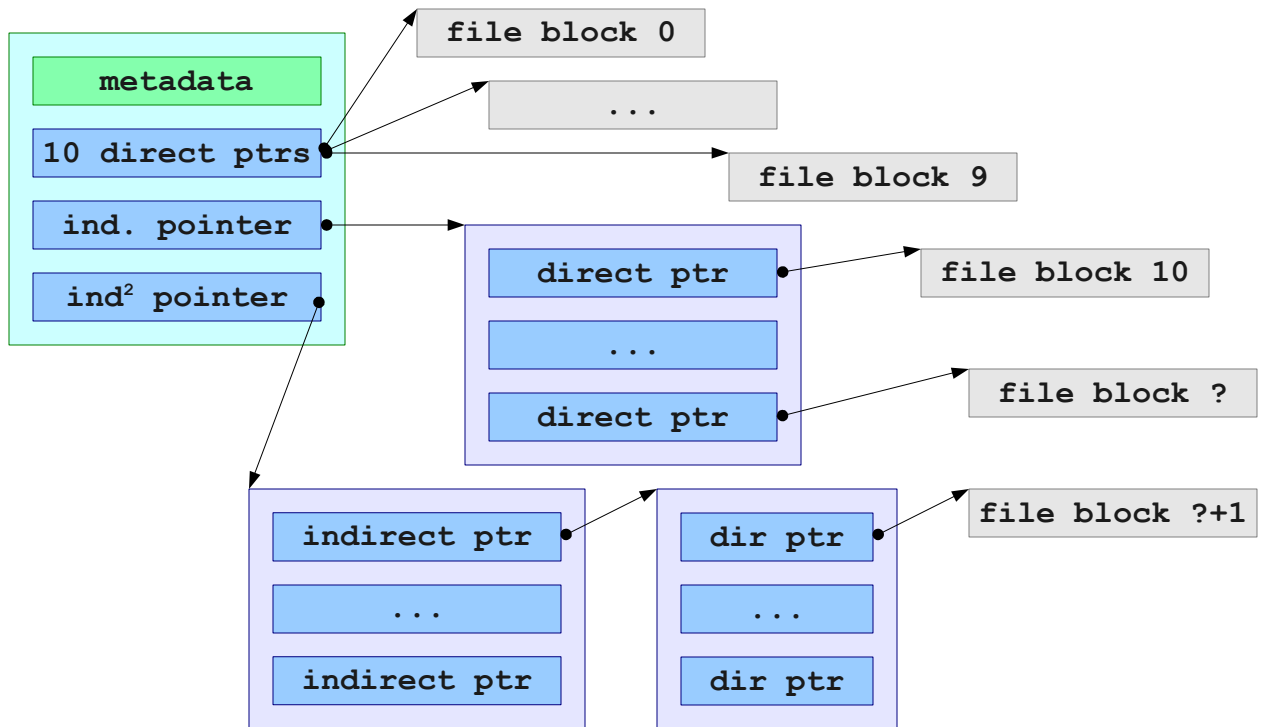 file block 0
metadata
...
10 direct ptrs
file block 9
ind. pointer
direct ptr
file block 10
ind² pointer
...
direct ptr
file block ?
indirect ptr
dir ptr
file block ?+1
...
...
indirect ptr
dir ptr